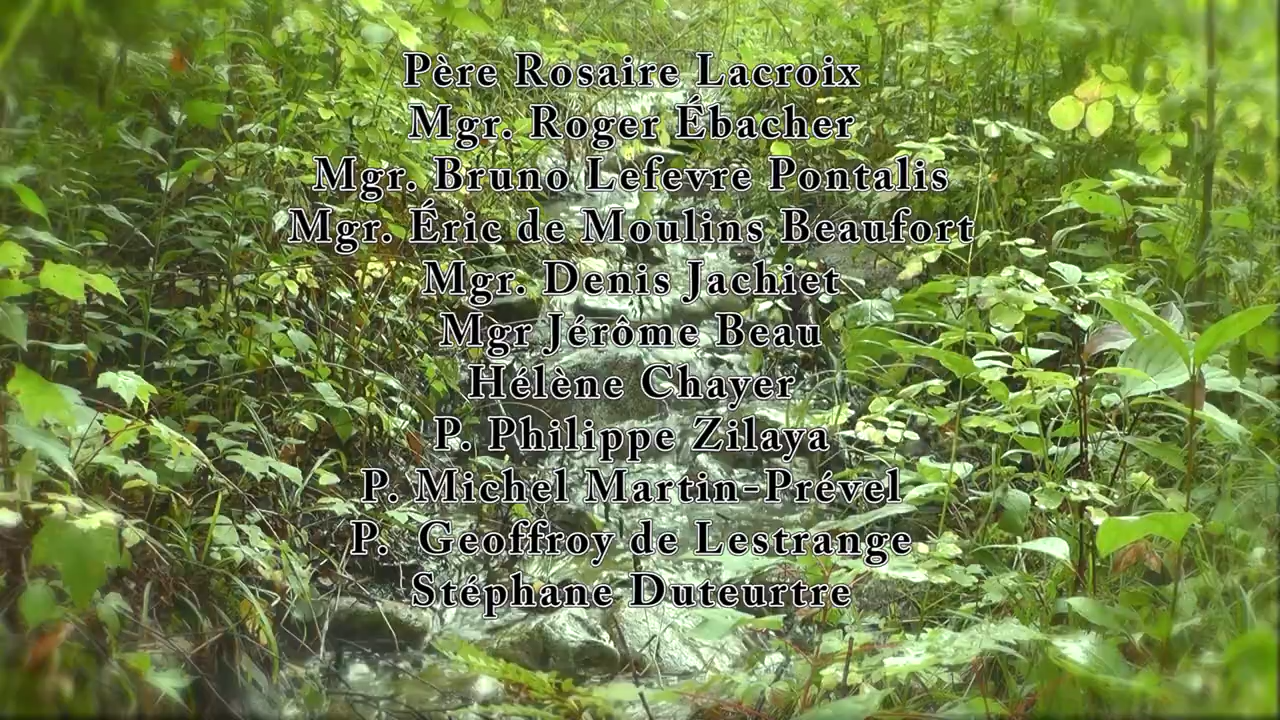 Père Rosaire Lacroix
Mgr. Roger Ébacher
Mgr. Bruno Lefevre Pontalis
Mgr. Éric de Moulins Beaufort
Mgr. Denis Jachiet
Mgr Jérôme Beau
Hélène Chayer
P. Philippe Zilaya
P. Michel Martin-Prével
P. Geoffroy de Lestrange
Stéphane Duteurtre